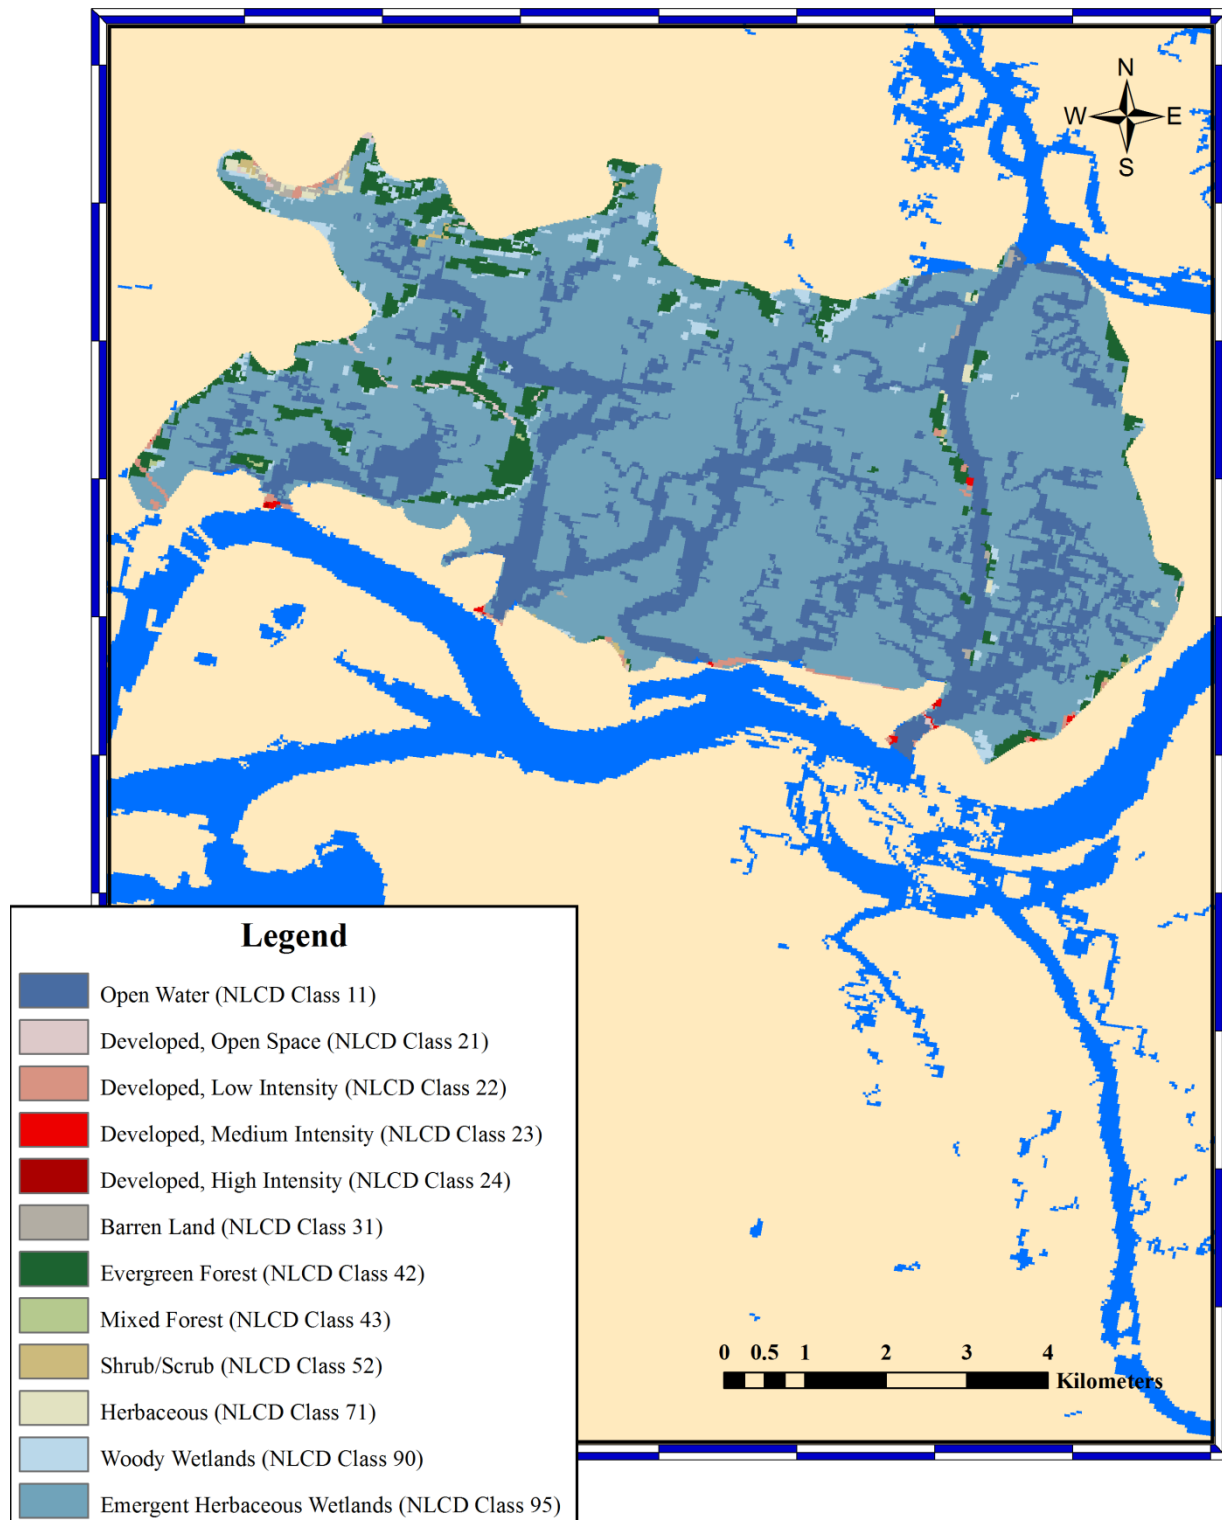 N
W E
S
Legend
Open Water (NLCD Class 11)
Developed, Open Space (NLCD Class 21)
Developed, Low Intensity (NLCD Class 22)
Developed, Medium Intensity (NLCD Class 23)
Developed, High Intensity (NLCD Class 24)
Barren Land (NLCD Class 31)
Evergreen Forest (NLCD Class 42)
Mixed Forest (NLCD Class 43)
Shrub/Scrub (NLCD Class 52)
Herbaceous (NLCD Class 71)
Woody Wetlands (NLCD Class 90)
Emergent Herbaceous Wetlands (NLCD Class 95)
0 0.5 1 2 3 4
Kilometers